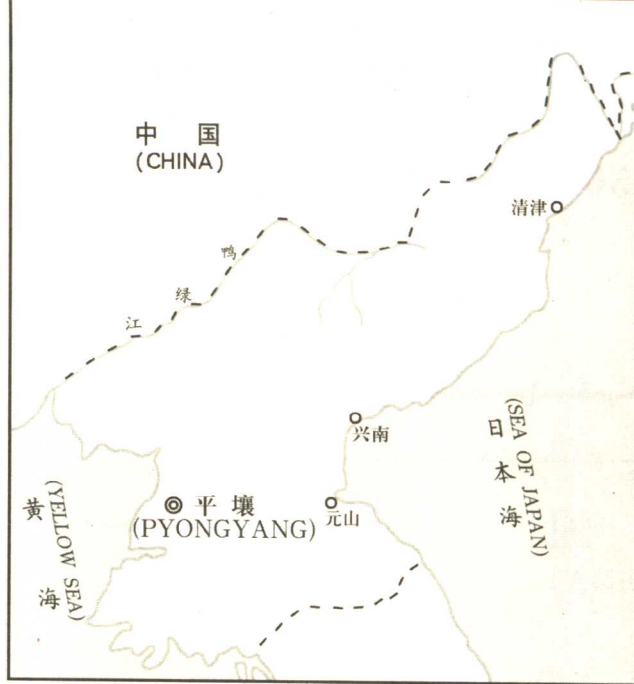 中 国
(CHINA)
清津
鸭
绿
江
兴南
日本海
(SEA OF JAPAN)
平壤
(PYONGYANG)
元山
黄海
(YELLOW SEA)